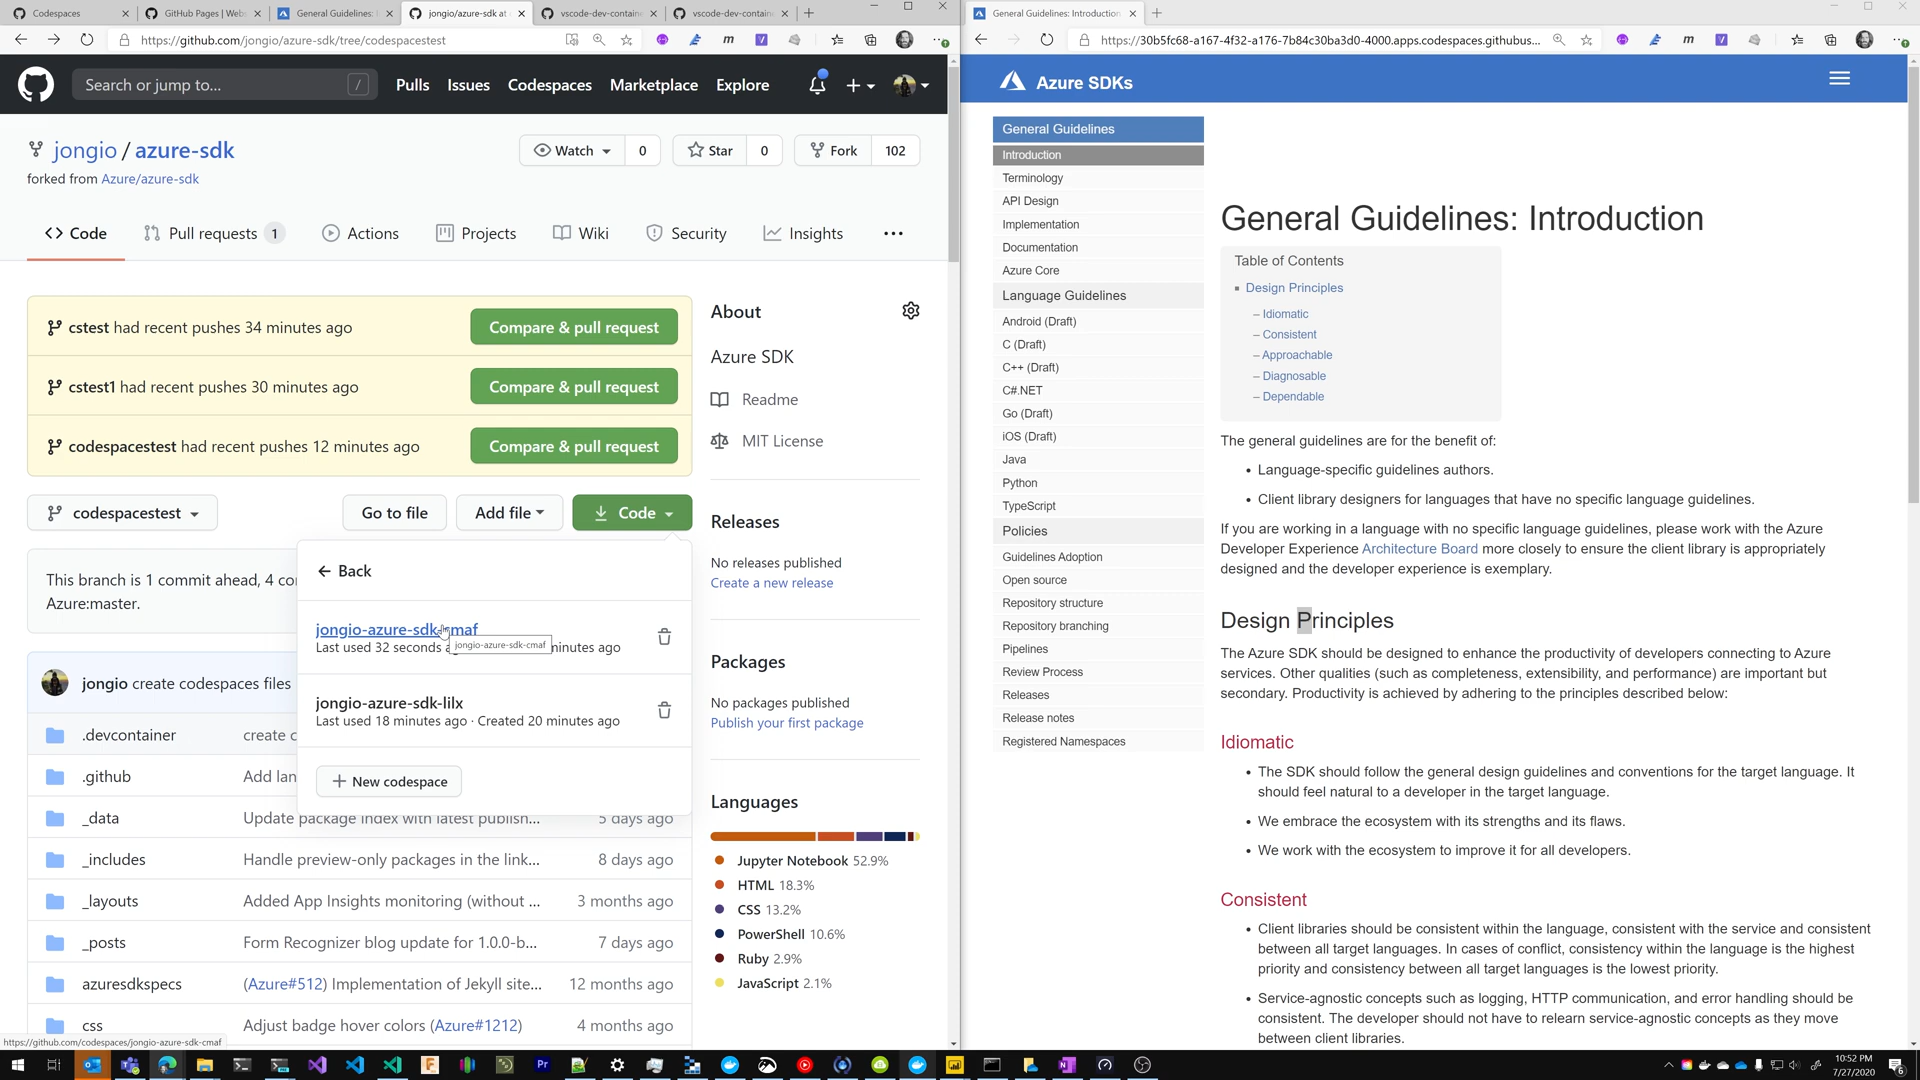 Codespaces
GitHub Pages | Web
General Guidelines:
jongio/azure-sdk at
vscode-dev-contain
vscode-dev-contain
https://github.com/jongio/azure-sdk/tree/codespacestest
Search or jump to...
/
Pulls
Issues
Codespaces
Marketplace
Explore
jongio / azure-sdk
forked from Azure/azure-sdk
Watch
0
Star
0
Fork
102
Code
Pull requests 1
Actions
Projects
Wiki
Security
Insights
cstest had recent pushes 34 minutes ago
Compare & pull request
cstest1 had recent pushes 30 minutes ago
Compare & pull request
codespacestest had recent pushes 12 minutes ago
Compare & pull request
codespacestest
Go to file
Add file
Code
This branch is 1 commit ahead, 4
Azure:master.
Back
jongio-azure-sdk-cmaf
Last used 32 seconds
jongio-azure-sdk-cmaf
minutes ago
jongio-azure-sdk-lilx
Last used 18 minutes ago · Created 20 minutes ago
New codespace
jongio create codespaces files
.devcontainer
create
.github
Add
_data
Update package index with latest publish...
5 days ago
_includes
Handle preview-only packages in the link...
8 days ago
_layouts
Added App Insights monitoring (without ...
3 months ago
_posts
Form Recognizer blog update for 1.0.0-b...
7 days ago
azuresdkspecs
(Azure#512) Implementation of Jekyll site...
12 months ago
css
Adjust badge hover colors (Azure#1212)
4 months ago
https://github.com/codespaces/jongio-azure-sdk-cmaf
About
Azure SDK
Readme
MIT License
Releases
No releases published
Create a new release
Packages
No packages published
Publish your first package
Languages
Jupyter Notebook 52.9%
HTML 18.3%
CSS 13.2%
PowerShell 10.6%
Ruby 2.9%
JavaScript 2.1%
General Guidelines: Introduction
https://30b5fc68-a167-4f32-a176-7b84c30ba3d0-4000.apps.codespaces.githubus...
Azure SDKs
General Guidelines
Introduction
Terminology
API Design
Implementation
Documentation
Azure Core
Language Guidelines
Android (Draft)
C (Draft)
C++ (Draft)
C#.NET
Go (Draft)
iOS (Draft)
Java
Python
TypeScript
Policies
Guidelines Adoption
Open source
Repository structure
Repository branching
Pipelines
Review Process
Releases
Release notes
Registered Namespaces
General Guidelines: Introduction
Table of Contents
Design Principles
– Idiomatic
– Consistent
– Approachable
– Diagnosable
– Dependable
The general guidelines are for the benefit of:
• Language-specific guidelines authors.
• Client library designers for languages that have no specific language guidelines.
If you are working in a language with no specific language guidelines, please work with the Azure
Developer Experience Architecture Board more closely to ensure the client library is appropriately
designed and the developer experience is exemplary.
Design Principles
The Azure SDK should be designed to enhance the productivity of developers connecting to Azure
services. Other qualities (such as completeness, extensibility, and performance) are important but
secondary. Productivity is achieved by adhering to the principles described below:
Idiomatic
• The SDK should follow the general design guidelines and conventions for the target language. It
should feel natural to a developer in the target language.
• We embrace the ecosystem with its strengths and its flaws.
• We work with the ecosystem to improve it for all developers.
Consistent
• Client libraries should be consistent within the language, consistent with the service and consistent
between all target languages. In cases of conflict, consistency within the language is the highest
priority and consistency between all target languages is the lowest priority.
• Service-agnostic concepts such as logging, HTTP communication, and error handling should be
consistent. The developer should not have to relearn service-agnostic concepts as they move
between client libraries.
10:52 PM
7/27/2020